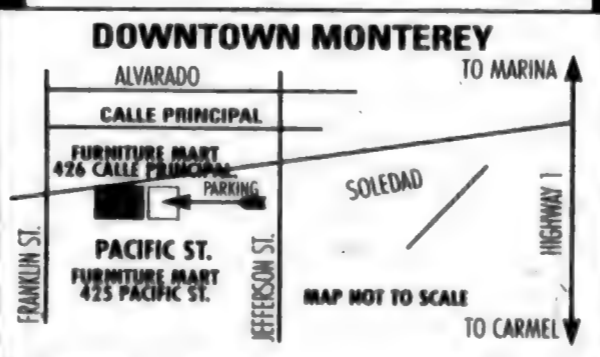 DOWNTOWN MONTEREY
ALVARADO
TO MARINA
CALLE PRINCIPAL
FURNITURE MART
426 CALLE PRINCIPAL
PARKING
SOLEDAD
HIGHWAY 1
FRANKLIN ST.
PACIFIC ST.
JEFFERSON ST.
FURNITURE MART
425 PACIFIC ST.
MAP NOT TO SCALE
TO CARMEL